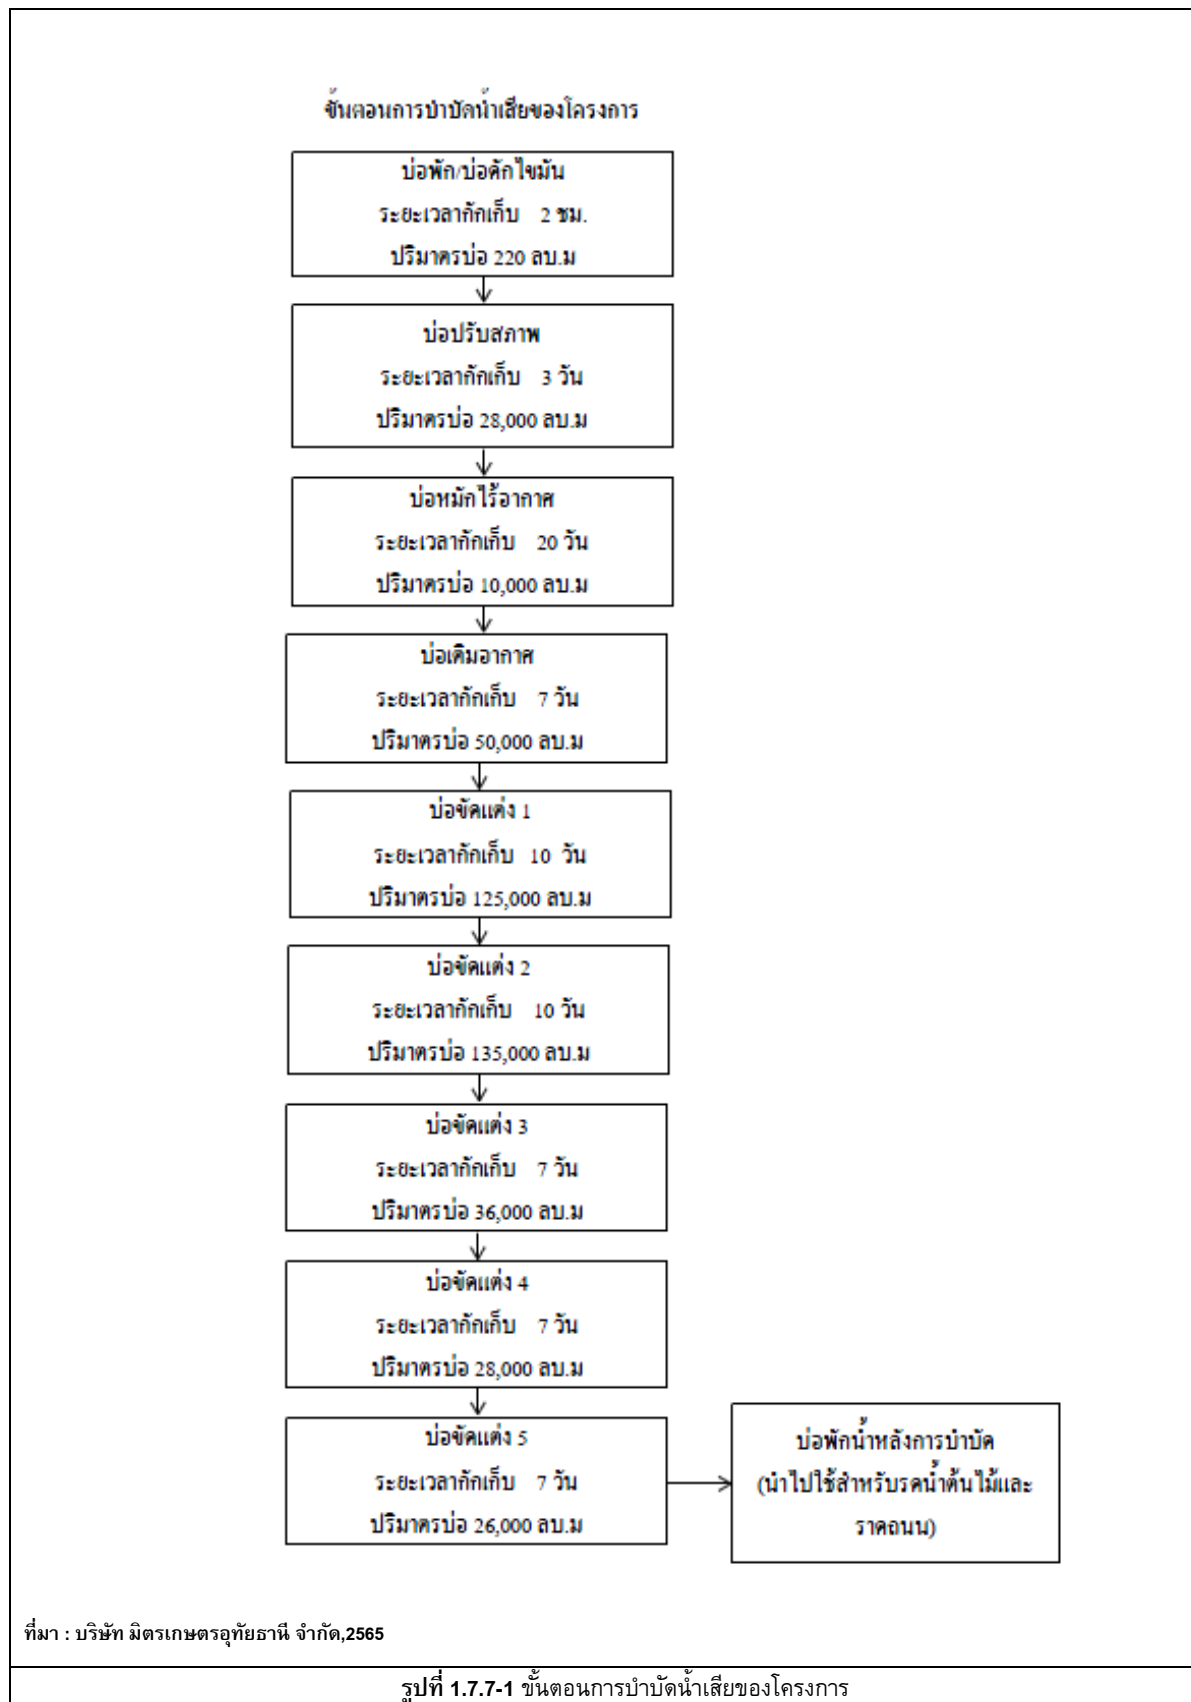 ขั้นตอนการบำบัดน้ำเสียของโครงการ
บ่อพัก/บ่อดักไขมัน
ระยะเวลากักเก็บ 2 ชม.
ปริมาตรบ่อ 220 ลบ.ม
บ่อปรับสภาพ
ระยะเวลากักเก็บ 3 วัน
ปริมาตรบ่อ 28,000 ลบ.ม
บ่อหมักไร้อากาศ
ระยะเวลากักเก็บ 20 วัน
ปริมาตรบ่อ 10,000 ลบ.ม
บ่อเติมอากาศ
ระยะเวลากักเก็บ 7 วัน
ปริมาตรบ่อ 50,000 ลบ.ม
บ่อขัดแต่ง 1
ระยะเวลากักเก็บ 10 วัน
ปริมาตรบ่อ 125,000 ลบ.ม
บ่อขัดแต่ง 2
ระยะเวลากักเก็บ 10 วัน
ปริมาตรบ่อ 135,000 ลบ.ม
บ่อขัดแต่ง 3
ระยะเวลากักเก็บ 7 วัน
ปริมาตรบ่อ 36,000 ลบ.ม
บ่อขัดแต่ง 4
ระยะเวลากักเก็บ 7 วัน
ปริมาตรบ่อ 28,000 ลบ.ม
บ่อขัดแต่ง 5
ระยะเวลากักเก็บ 7 วัน
ปริมาตรบ่อ 26,000 ลบ.ม
บ่อพักน้ำหลังการบำบัด
(นำไปใช้สำหรับรดน้ำต้นไม้และ
ราดถนน)
ที่มา : บริษัท มิตรเกษตรอุทัยธานี จำกัด,2565
รูปที่ 1.7.7-1 ขั้นตอนการบำบัดน้ำเสียของโครงการ